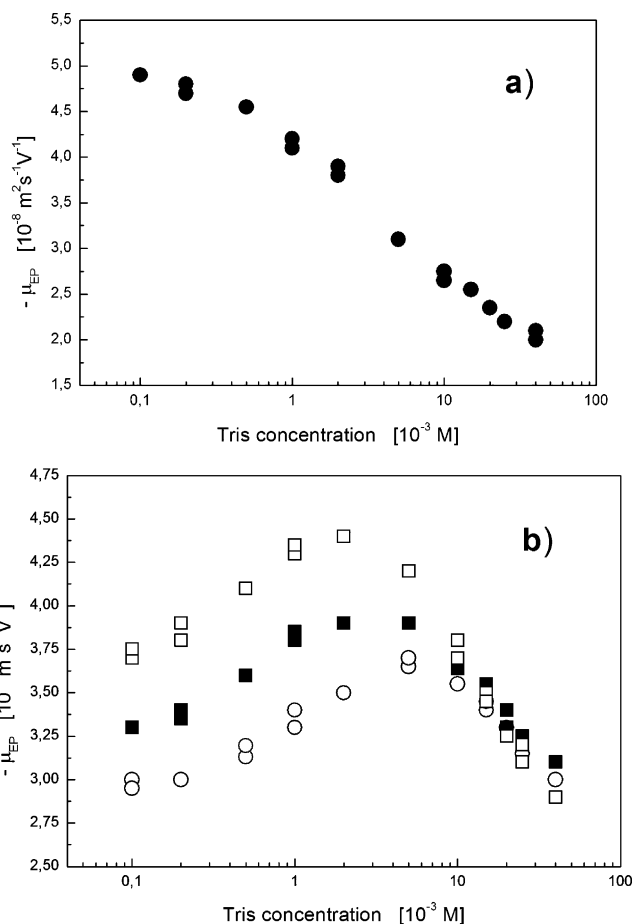 5,5
5,0
4,5
4,0
3,5
3,0
2,5
2,0
1,5
- μEP [10⁻⁸ m²s⁻¹V⁻¹]
a)
0,1 1 10 100
Tris concentration [10⁻³ M]
4,75
4,50
4,25
4,00
3,75
3,50
3,25
3,00
2,75
2,50
- μEP [10 m s V ]
b)
0,1 1 10 100
Tris concentration [10⁻³ M]